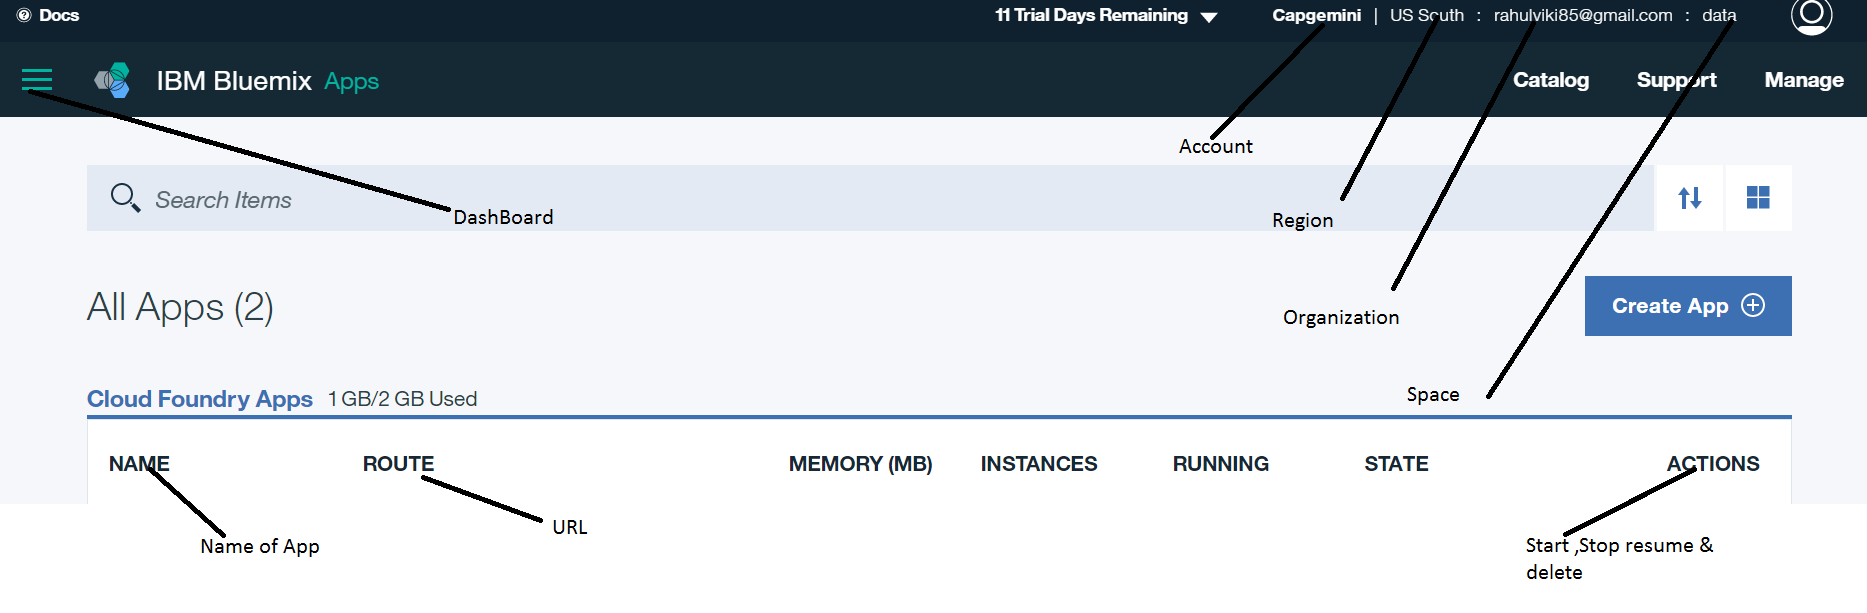 Docs 11 Trial Days Remaining Capgemini | US South : rahulviki85@gmail.com : data
IBM Bluemix Apps Catalog Support Manage
Account
Search Items
DashBoard
Region
All Apps (2) Create App
Organization
Cloud Foundry Apps 1 GB/2 GB Used
Space
NAME ROUTE MEMORY (MB) INSTANCES RUNNING STATE ACTIONS
URL
Name of App
Start ,Stop resume &
delete